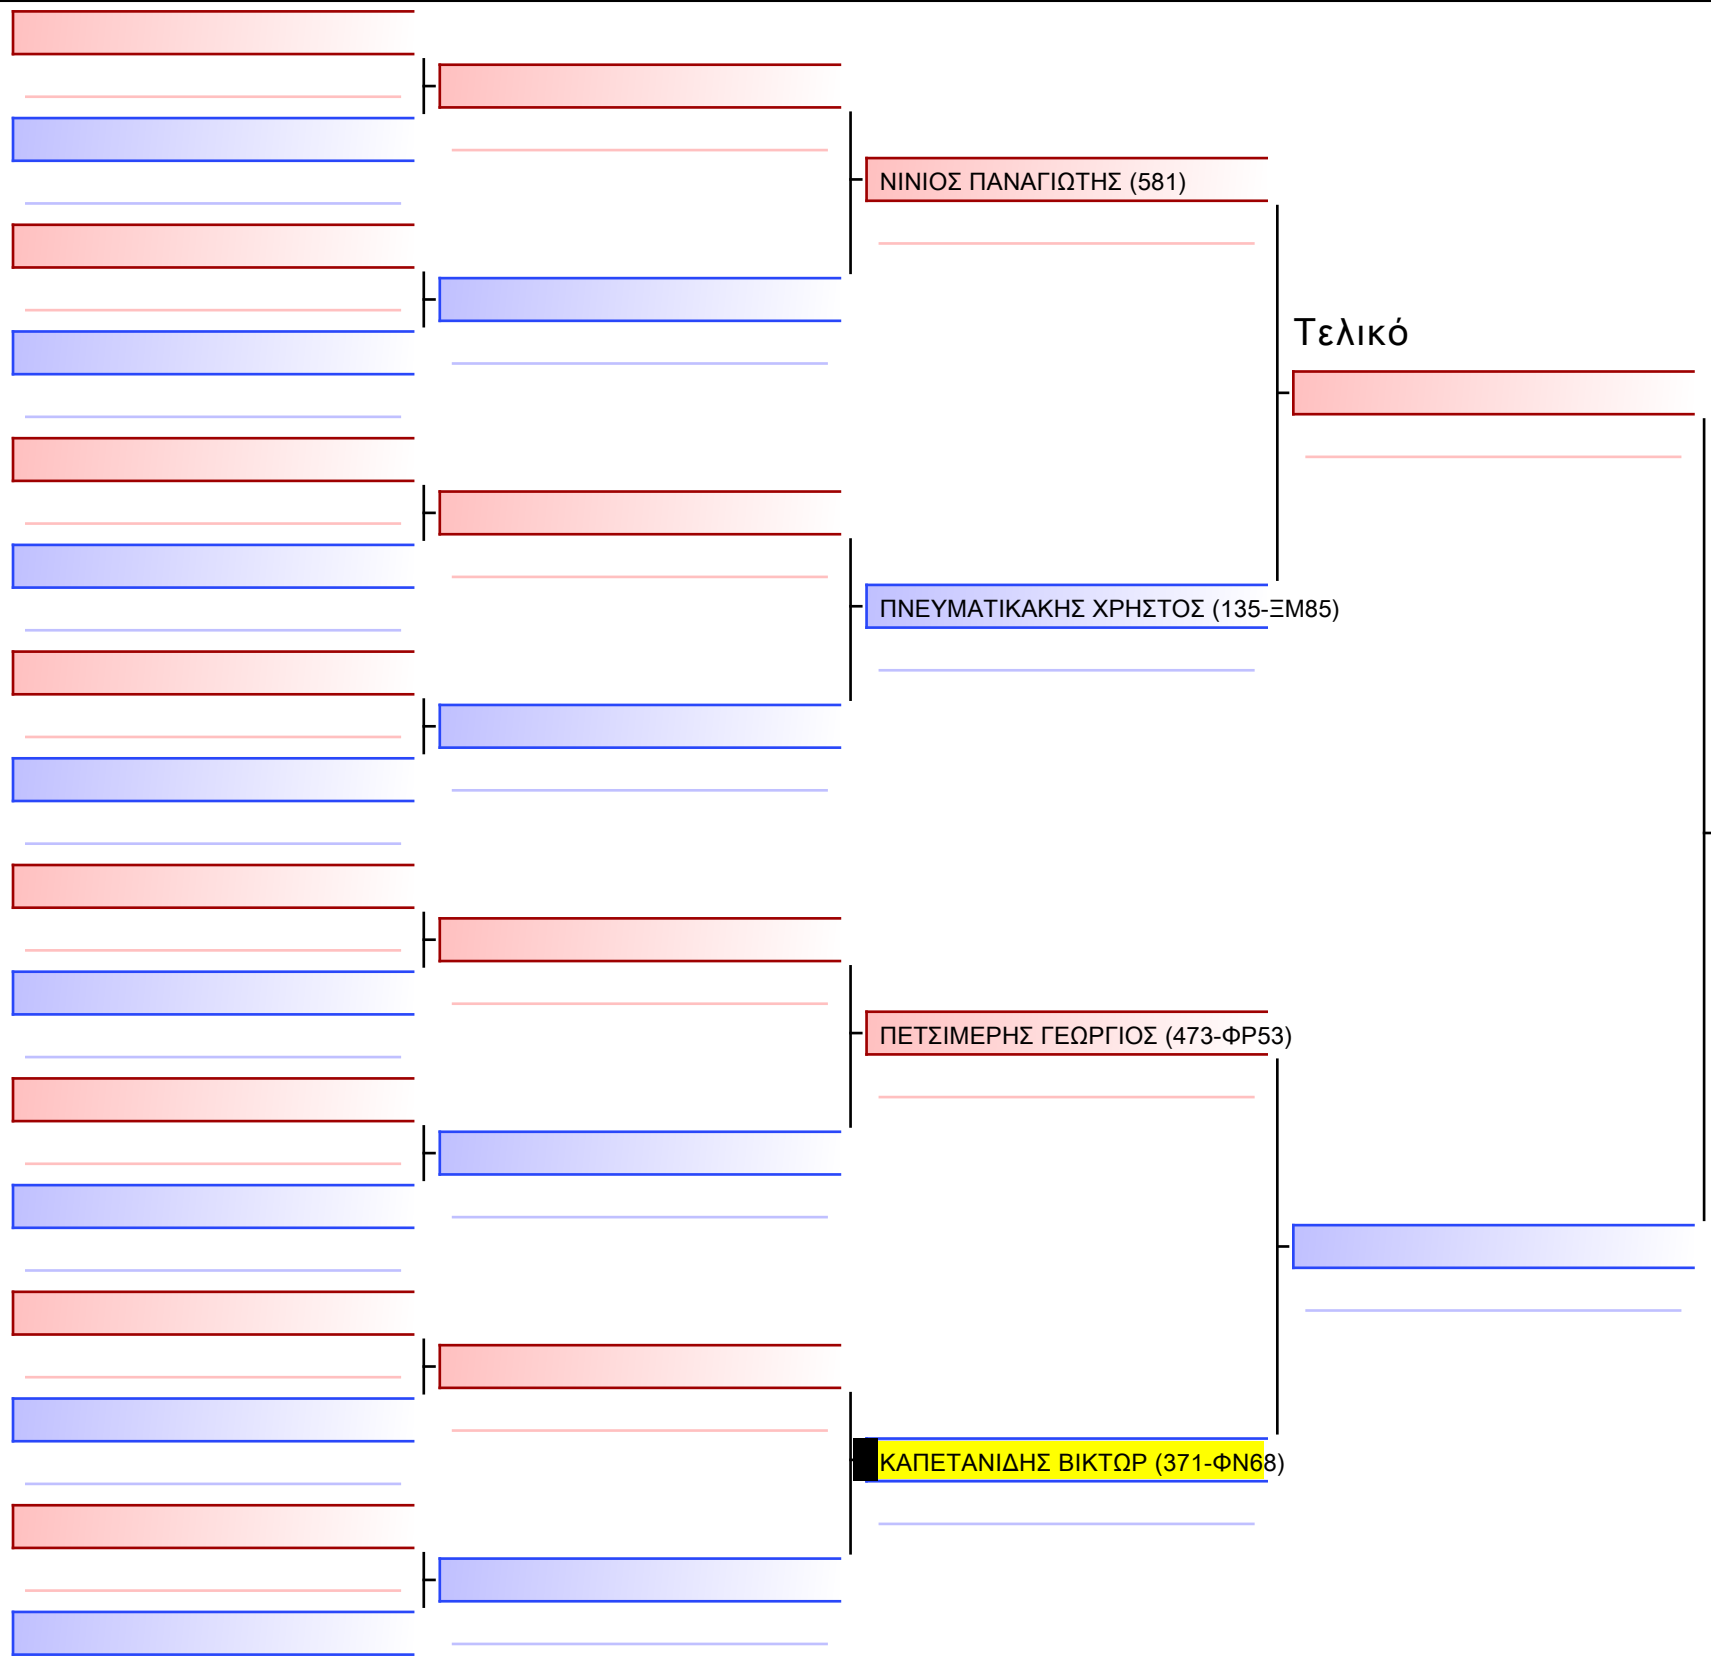 ΝΙΝΙΟΣ ΠΑΝΑΓΙΩΤΗΣ (581)
Τελικό
ΠΝΕΥΜΑΤΙΚΑΚΗΣ ΧΡΗΣΤΟΣ (135-ΞΜ85)
ΠΕΤΣΙΜΕΡΗΣ ΓΕΩΡΓΙΟΣ (473-ΦΡ53)
ΚΑΠΕΤΑΝΙΔΗΣ ΒΙΚΤΩΡ (371-ΦΝ68)